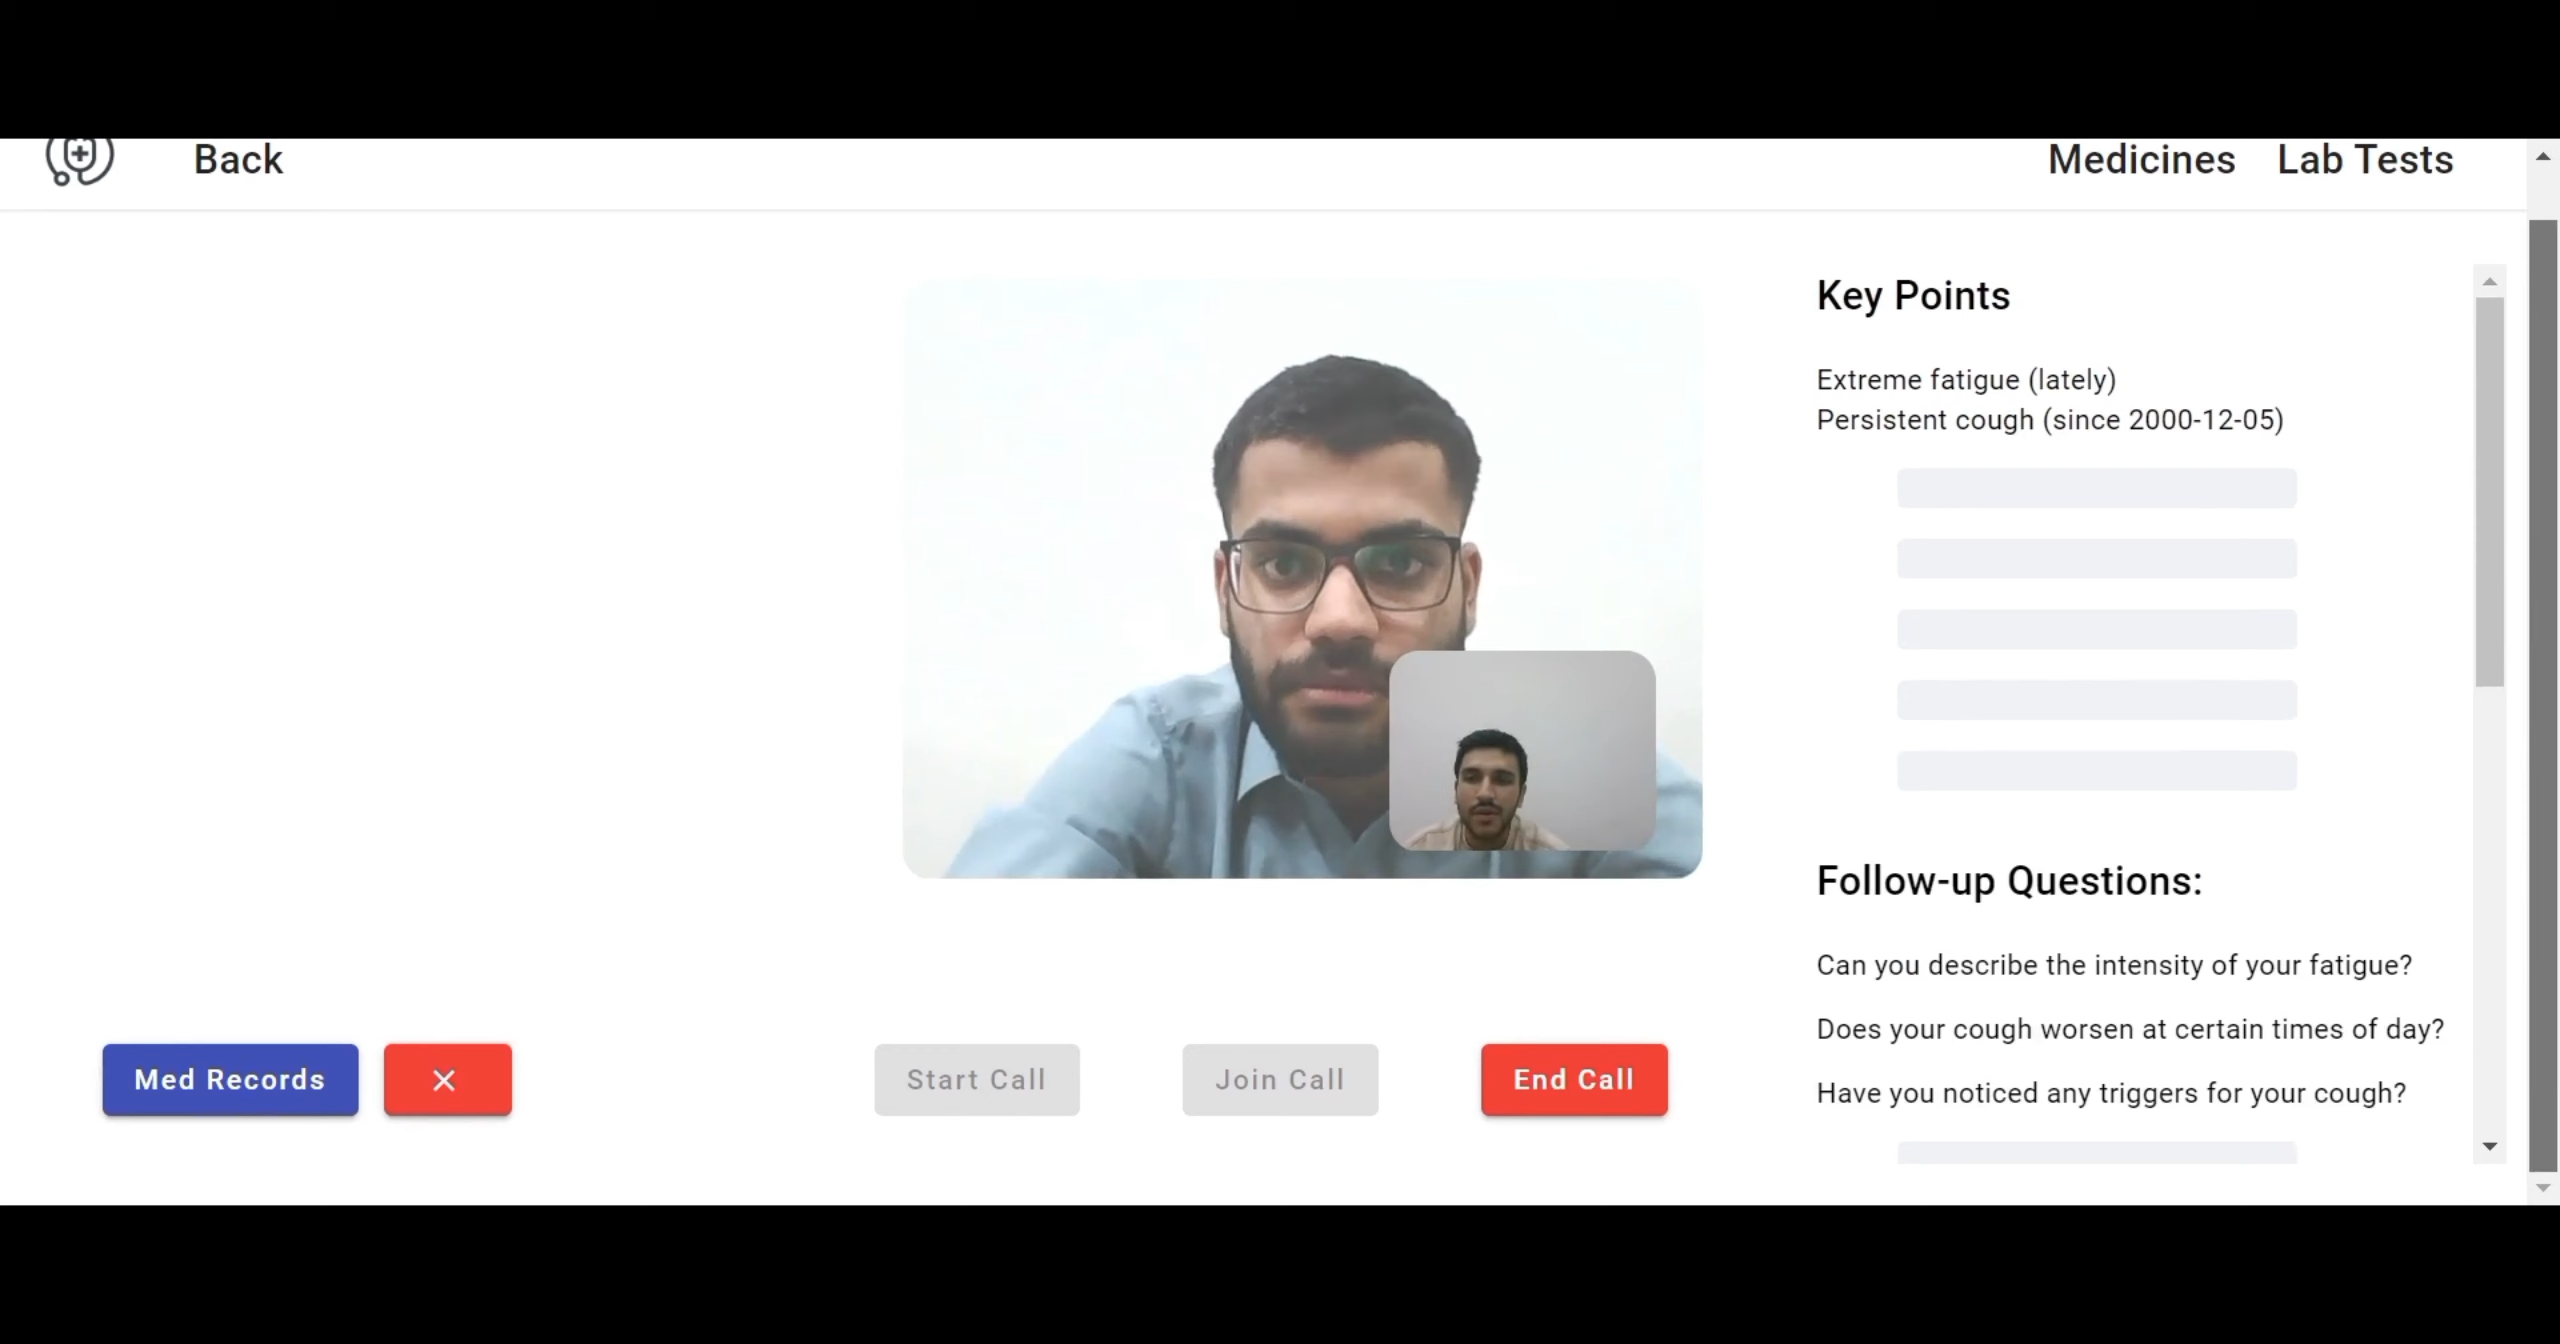 Back
Medicines
Lab Tests
Key Points
Extreme fatigue (lately)
Persistent cough (since 2000-12-05)
Follow-up Questions:
Can you describe the intensity of your fatigue?
Does your cough worsen at certain times of day?
Have you noticed any triggers for your cough?
Med Records
Start Call
Join Call
End Call